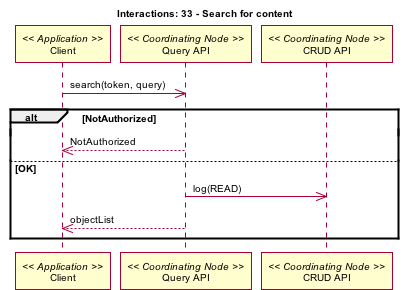 Interactions: 33 - Search for content
<< Application >>
Client
<< Coordinating Node >>
Query API
<< Coordinating Node >>
CRUD API
search(token, query)
alt
[NotAuthorized]
NotAuthorized
[OK]
log(READ)
objectList
<< Application >>
Client
<< Coordinating Node >>
Query API
<< Coordinating Node >>
CRUD API